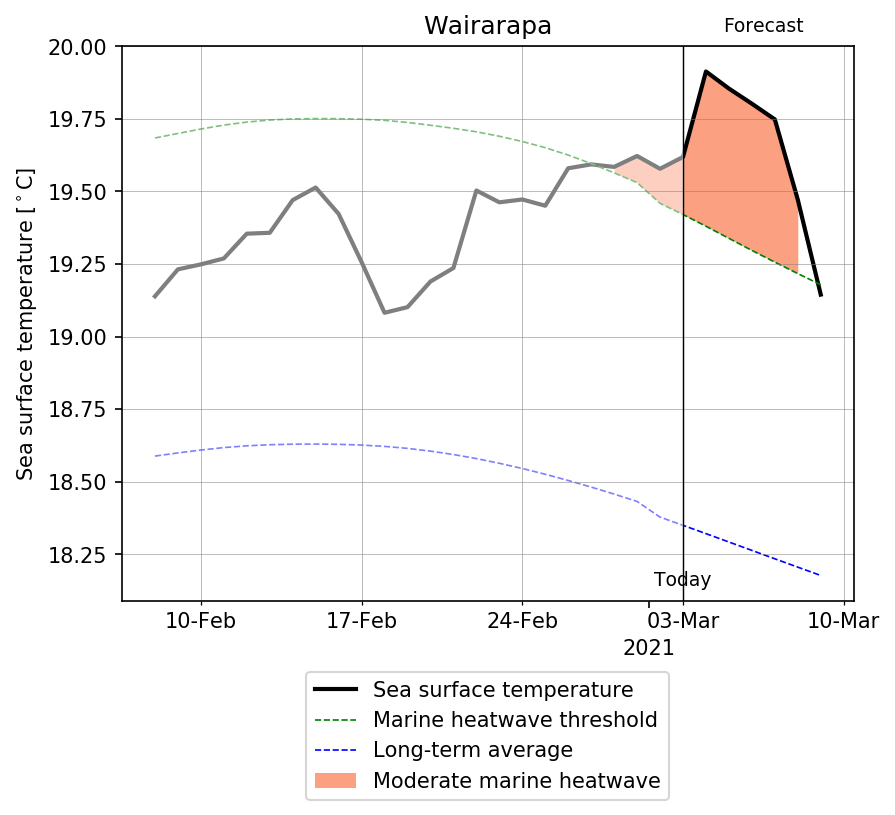 Wairarapa
Forecast
20.00
19.75
19.50
19.25
19.00
18.75
18.50
18.25
Sea surface temperature [°C]
Today
10-Feb 17-Feb 24-Feb 03-Mar 10-Mar
2021
Sea surface temperature
Marine heatwave threshold
Long-term average
Moderate marine heatwave